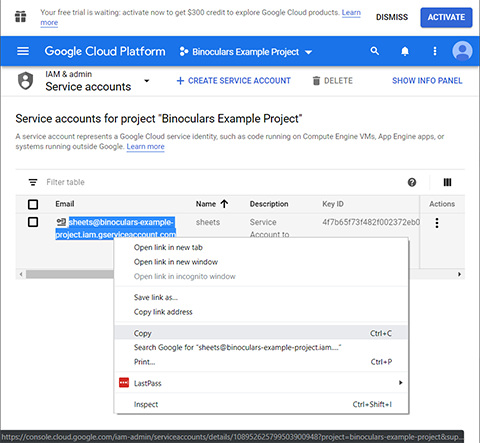 Your free trial is waiting: activate now to get $300 credit to explore Google Cloud products. Learn
more
DISMISS
ACTIVATE
Google Cloud Platform
Binoculars Example Project
IAM & admin
Service accounts
CREATE SERVICE ACCOUNT
DELETE
SHOW INFO PANEL
Service accounts for project "Binoculars Example Project"
A service account represents a Google Cloud service identity, such as code running on Compute Engine VMs, App Engine apps, or
systems running outside Google. Learn more
Filter table
Email
Name
Description
Key ID
Actions
sheets@binoculars-example-
project.iam.gserviceaccount.com
sheets
Service
Account to
4f7b65f73f482f002372eb0
Open link in new tab
Open link in new window
Open link in incognito window
Save link as...
Copy link address
Copy Ctrl+C
Search Google for "sheets@binoculars-example-project.iam...."
Print... Ctrl+P
LastPass
Inspect Ctrl+Shift+I
https://console.cloud.google.com/iam-admin/serviceaccounts/details/108952625799503900948?project=binoculars-example-project&sup...